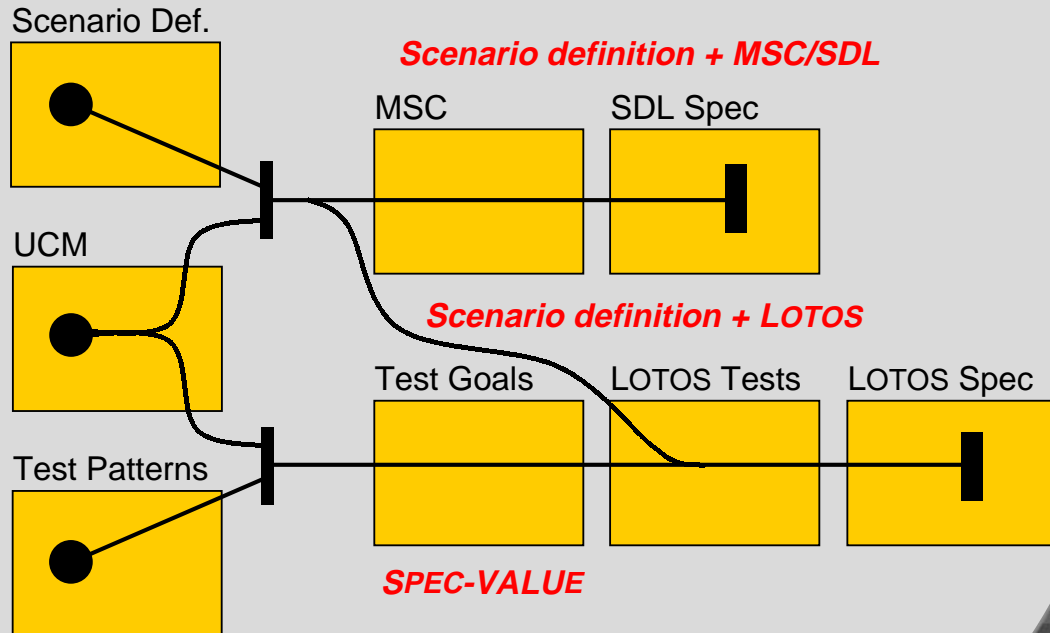 Scenario Def.
Scenario definition + MSC/SDL
MSC
SDL Spec
UCM
Scenario definition + LOTOS
Test Goals
LOTOS Tests
LOTOS Spec
Test Patterns
SPEC-VALUE